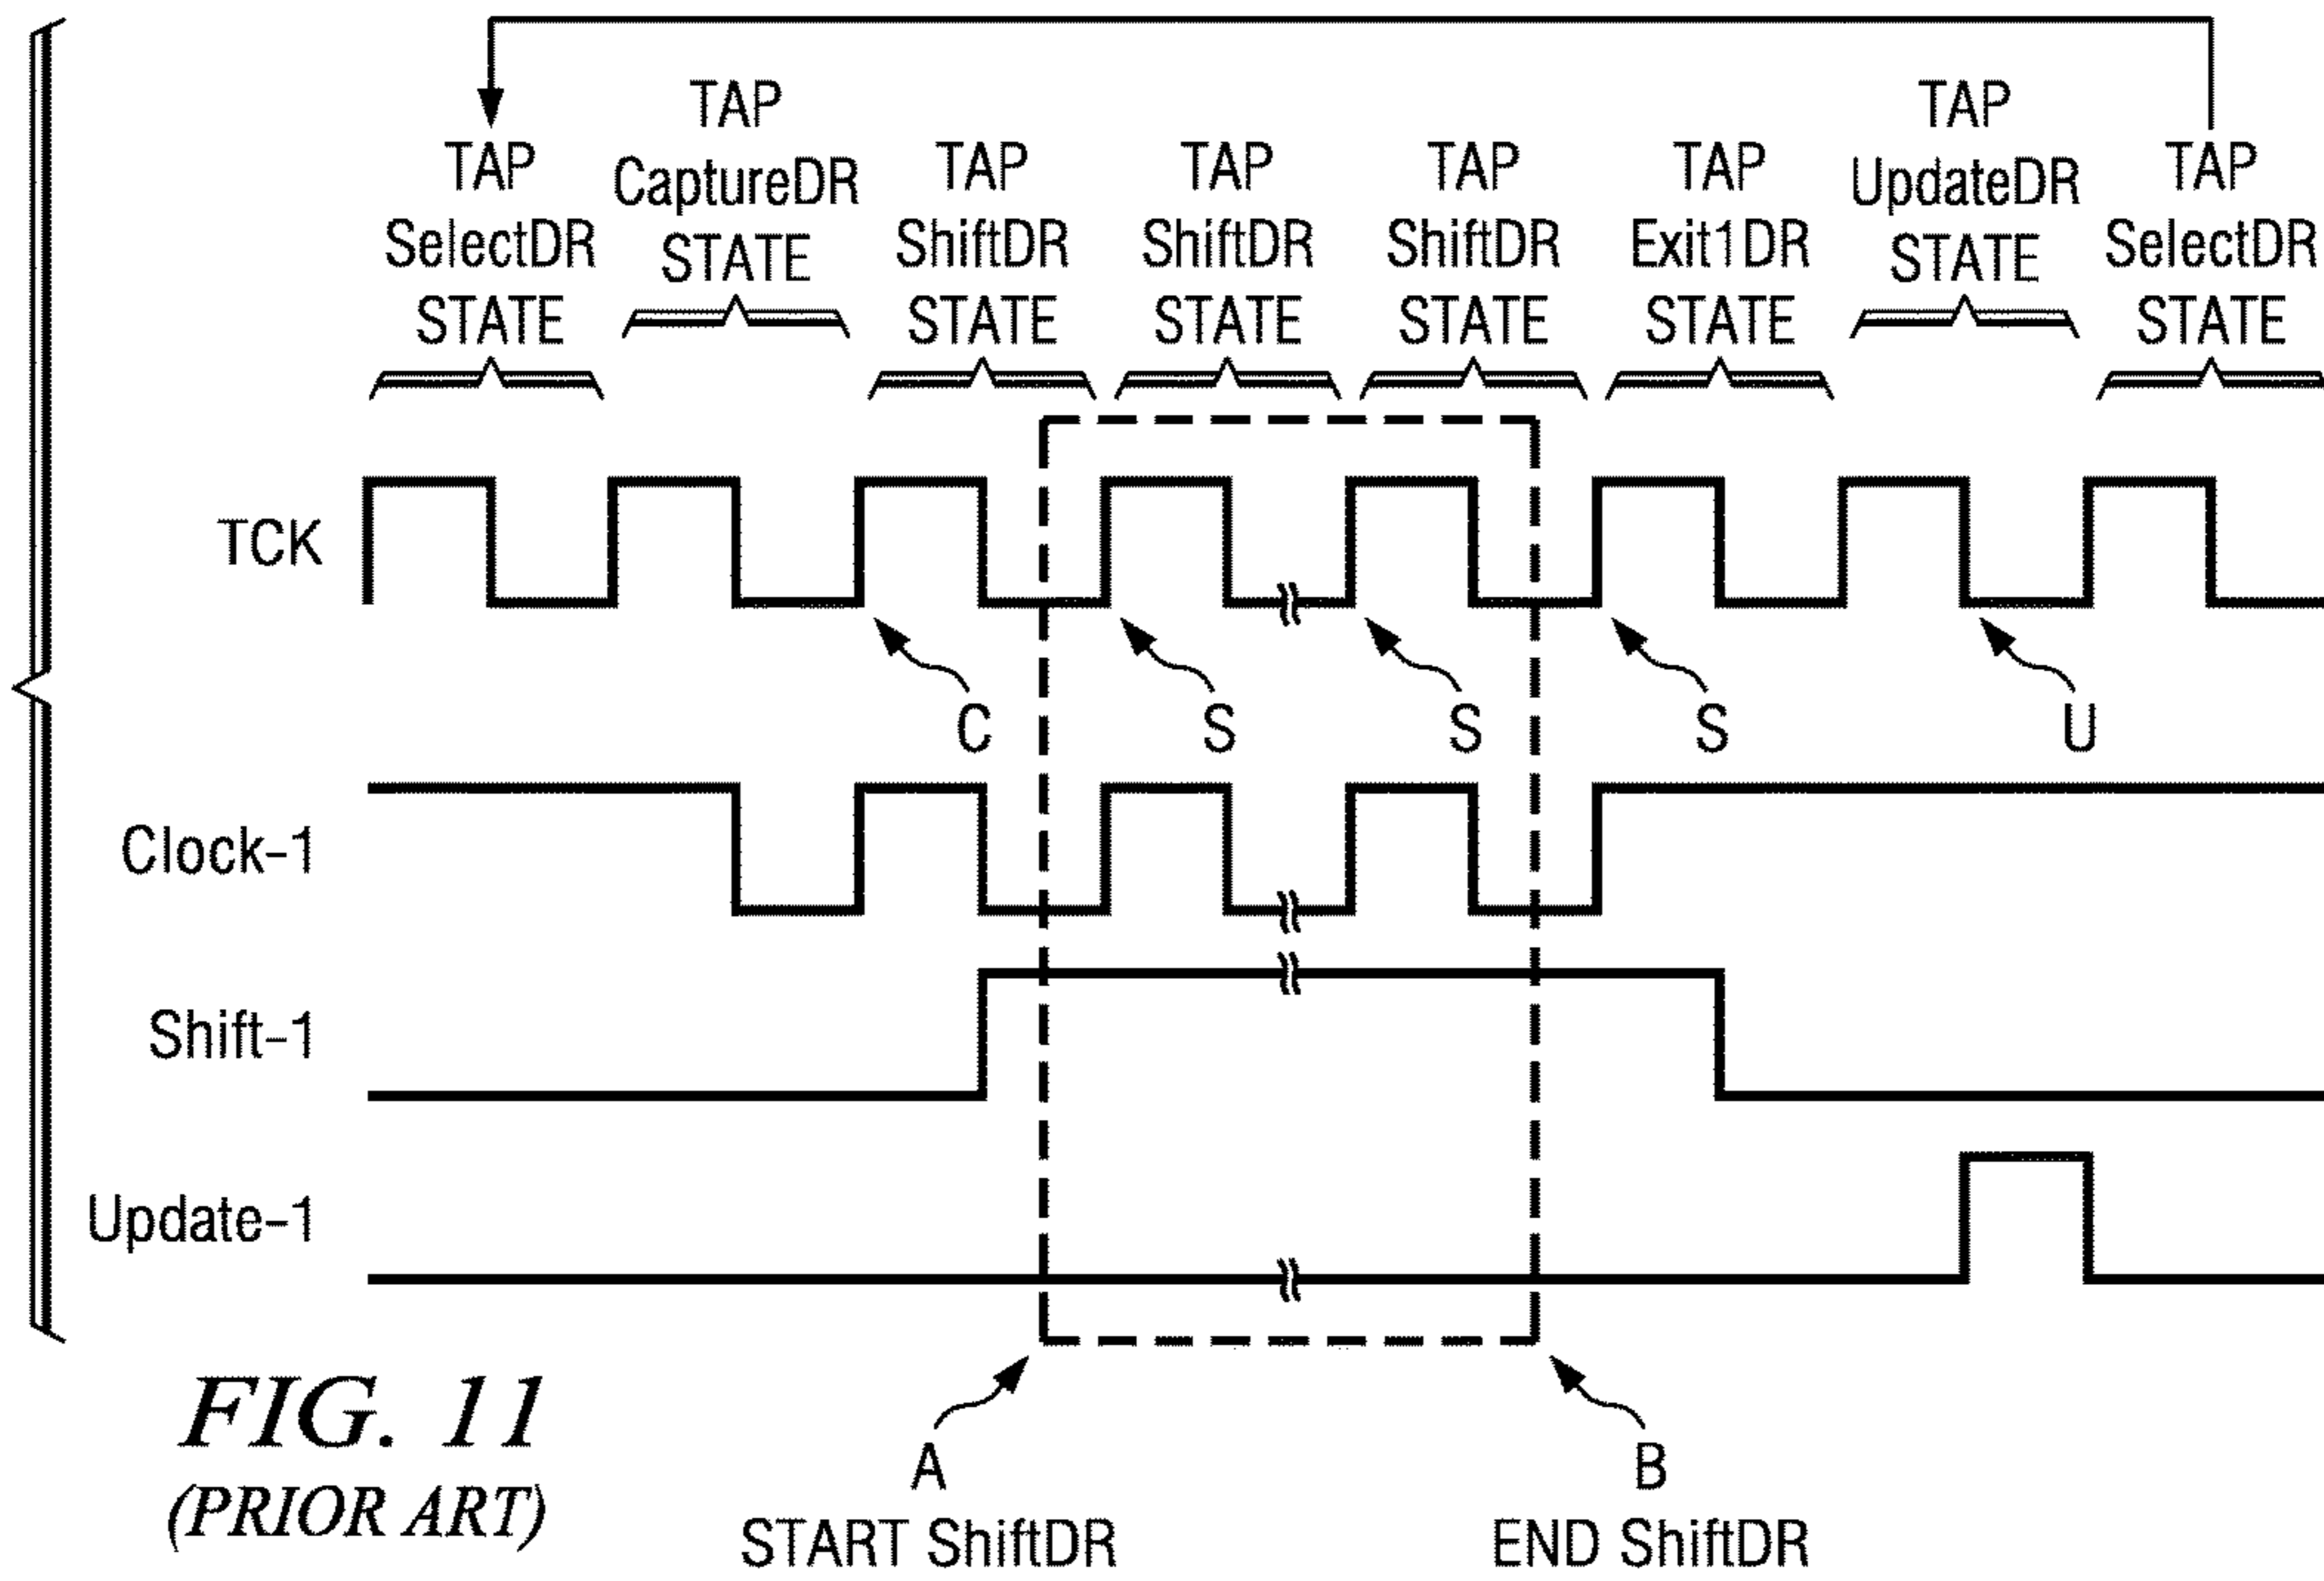 TAP
SelectDR
STATE
TAP
CaptureDR
STATE
TAP
ShiftDR
STATE
TAP
ShiftDR
STATE
TAP
ShiftDR
STATE
TAP
Exit1DR
STATE
TAP
UpdateDR
STATE
TAP
SelectDR
STATE
TCK
C
S
S
S
U
Clock-1
Shift-1
Update-1
FIG. 11
(PRIOR ART)
A
START ShiftDR
B
END ShiftDR